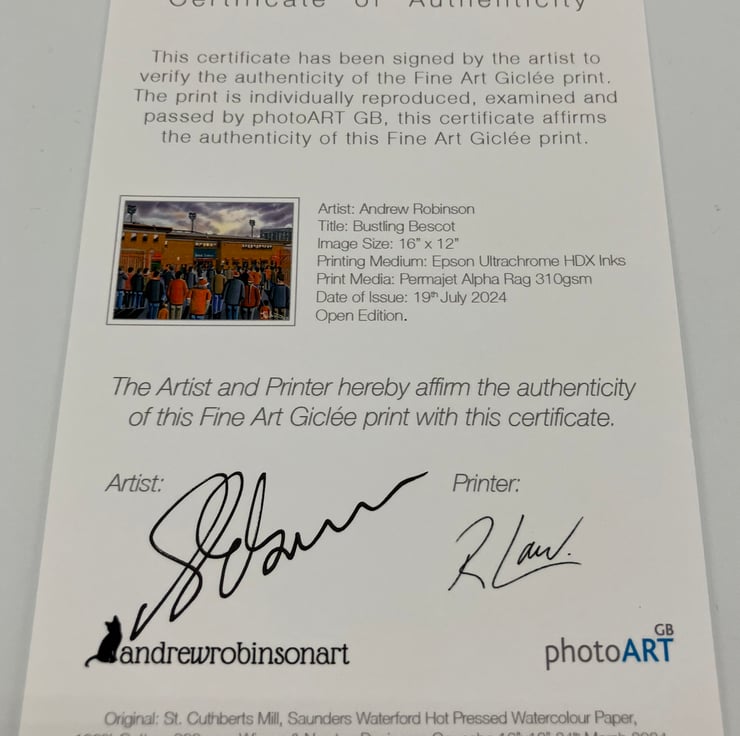 Certificate of Authenticity
This certificate has been signed by the artist to
verify the authenticity of the Fine Art Giclée print.
The print is individually reproduced, examined and
passed by photoART GB, this certificate affirms
the authenticity of this Fine Art Giclée print.
Artist: Andrew Robinson
Title: Bustling Bescot
Image Size: 16" x 12"
Printing Medium: Epson Ultrachrome HDX Inks
Print Media: Permajet Alpha Rag 310gsm
Date of Issue: 19th July 2024
Open Edition.
The Artist and Printer hereby affirm the authenticity
of this Fine Art Giclée print with this certificate.
Artist:
Printer:
R Law.
andrewrobinsonart
photoART GB
Original: St. Cuthberts Mill, Saunders Waterford Hot Pressed Watercolour Paper,